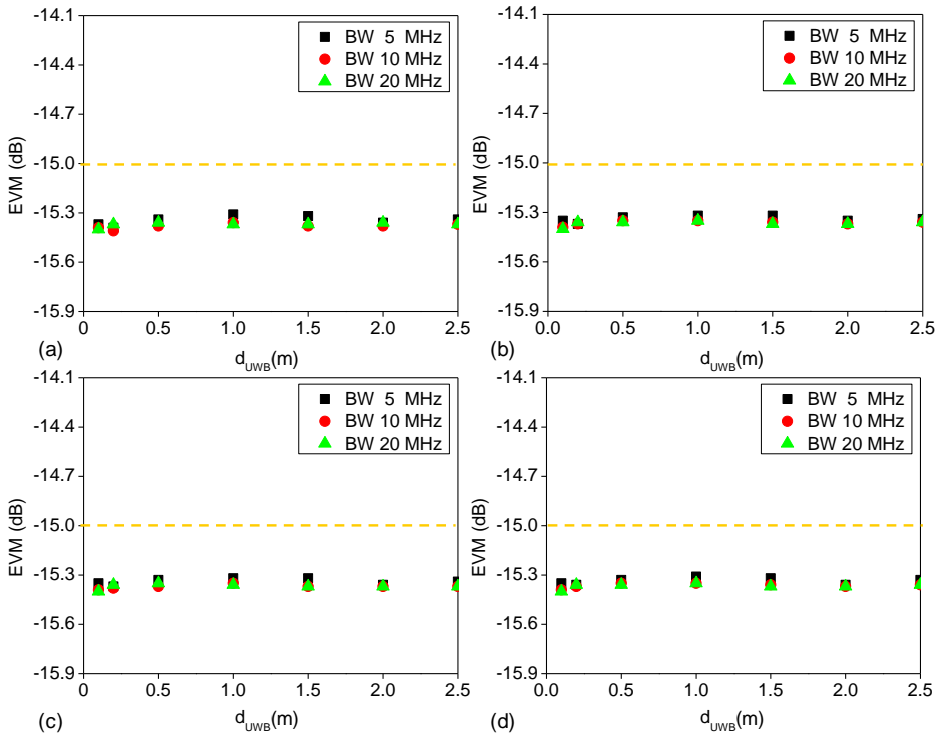 -14.1
-14.4
-14.7
-15.0
-15.3
-15.6
-15.9
EVM (dB)
BW 5 MHz
BW 10 MHz
BW 20 MHz
0 0.5 1.0 1.5 2.0 2.5
(a)
dUWB(m)
-14.1
-14.4
-14.7
-15.0
-15.3
-15.6
-15.9
EVM (dB)
BW 5 MHz
BW 10 MHz
BW 20 MHz
0.0 0.5 1.0 1.5 2.0 2.5
(b)
dUWB(m)
-14.1
-14.4
-14.7
-15.0
-15.3
-15.6
-15.9
EVM (dB)
BW 5 MHz
BW 10 MHz
BW 20 MHz
0 0.5 1.0 1.5 2.0 2.5
(c)
dUWB(m)
-14.1
-14.4
-14.7
-15.0
-15.3
-15.6
-15.9
EVM (dB)
BW 5 MHz
BW 10 MHz
BW 20 MHz
0.0 0.5 1.0 1.5 2.0 2.5
(d)
dUWB(m)